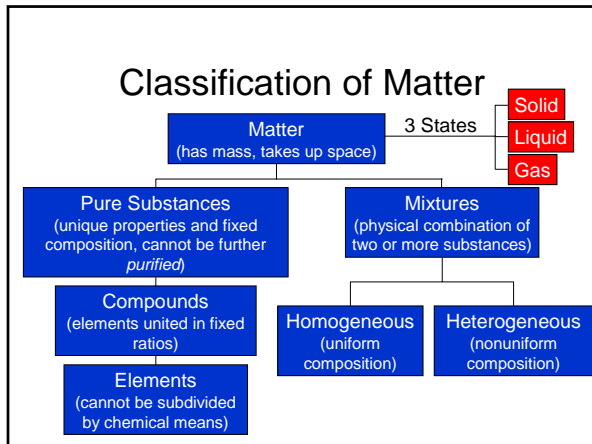 Classification of Matter
Matter
(has mass, takes up space)
3 States
Solid
Liquid
Gas
Pure Substances
(unique properties and fixed
composition, cannot be further
purified)
Mixtures
(physical combination of
two or more substances)
Compounds
(elements united in fixed
ratios)
Homogeneous
(uniform
composition)
Heterogeneous
(nonuniform
composition)
Elements
(cannot be subdivided
by chemical means)